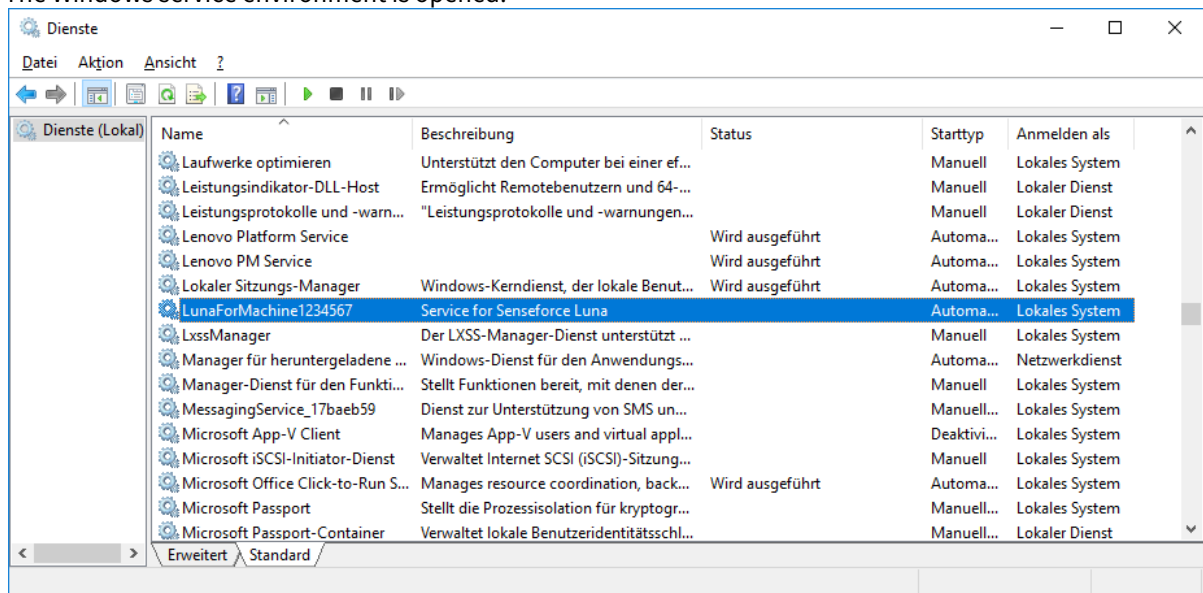 The Windows service environment is opened.
Dienste
Datei Aktion Ansicht ?
Dienste (Lokal)
Name Beschreibung Status Starttyp Anmelden als
Laufwerke optimieren Unterstützt den Computer bei einer ef... Manuell Lokales System
Leistungsindikator-DLL-Host Ermöglicht Remotebenutzern und 64-... Manuell Lokaler Dienst
Leistungsprotokolle und -warn... "Leistungsprotokolle und -warnungen... Manuell Lokaler Dienst
Lenovo Platform Service Wird ausgeführt Automa... Lokales System
Lenovo PM Service Wird ausgeführt Automa... Lokales System
Lokaler Sitzungs-Manager Windows-Kerndienst, der lokale Benut... Wird ausgeführt Automa... Lokales System
LunaForMachine1234567 Service for Senseforce Luna Automa... Lokales System
LxssManager Der LXSS-Manager-Dienst unterstützt ... Manuell Lokales System
Manager für heruntergeladene ... Windows-Dienst für den Anwendungs... Automa... Netzwerkdienst
Manager-Dienst für den Funkti... Stellt Funktionen bereit, mit denen der... Manuell Lokales System
MessagingService_17baeb59 Dienst zur Unterstützung von SMS un... Manuell... Lokales System
Microsoft App-V Client Manages App-V users and virtual appl... Deaktivi... Lokales System
Microsoft iSCSI-Initiator-Dienst Verwaltet Internet SCSI (iSCSI)-Sitzung... Manuell Lokales System
Microsoft Office Click-to-Run S... Manages resource coordination, back... Wird ausgeführt Automa... Lokales System
Microsoft Passport Stellt die Prozessisolation für kryptogr... Manuell... Lokales System
Microsoft Passport-Container Verwaltet lokale Benutzeridentitätsschl... Manuell... Lokaler Dienst
Erweitert Standard